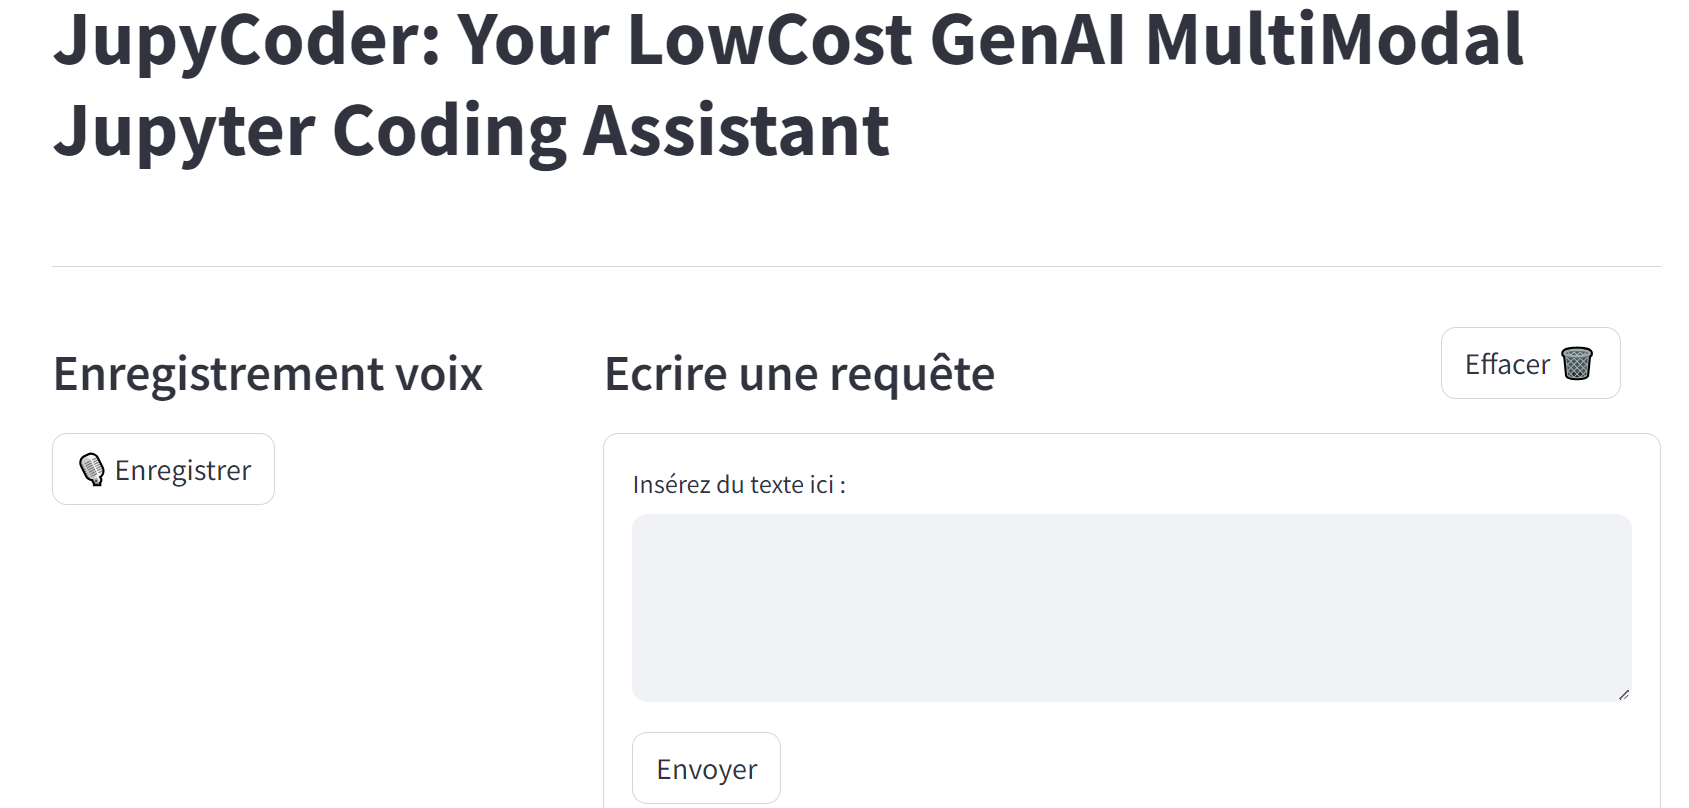 JupyCoder: Your LowCost GenAI MultiModal
Jupyter Coding Assistant
Enregistrement voix
Enregistrer
Ecrire une requête
Effacer
Insérez du texte ici :
Envoyer